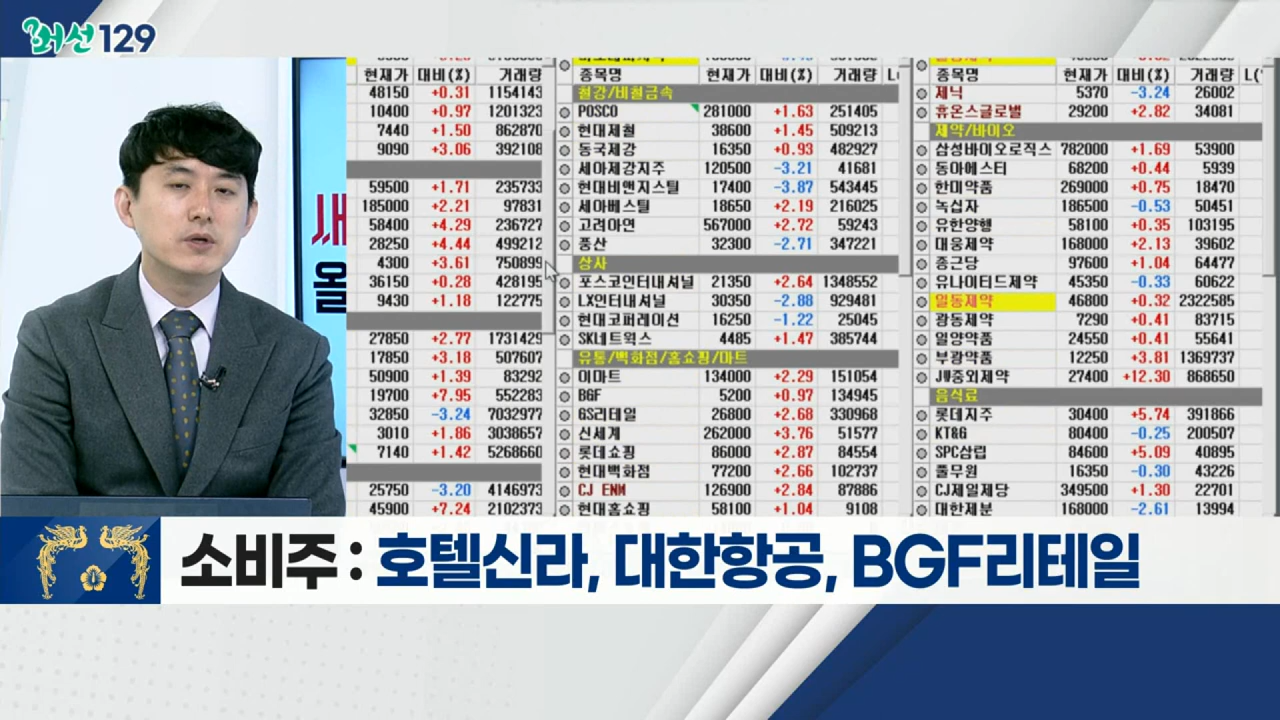 머선129
새
올
현재가 대비(%) 거래량
48150 +0.31 1154143
10400 +0.97 1201323
7440 +1.50 862870
9090 +3.06 392108
59500 +1.71 235733
185000 +2.21 97831
58400 +4.29 236727
28250 +4.44 499212
4300 +3.61 750899
36150 +0.28 428195
9430 +1.18 122775
27850 +2.77 1731429
17850 +3.18 507607
50900 +1.39 83292
19700 +7.95 552283
32850 -3.24 7032977
3010 +1.86 3038657
7140 +1.42 5268660
25750 -3.20 4146973
45900 +7.24 2102373
종목명 현재가 대비(%) 거래량 L(
철강/비철금속
POSCO 281000 +1.63 251405
현대제철 38600 +1.45 509213
동국제강 16350 +0.93 482927
세아제강지주 120500 -3.21 41681
현대비앤지스틸 17400 -3.87 543445
세아베스틸 18650 +2.19 216025
고려아연 567000 +2.72 59243
풍산 32300 -2.71 347221
상사
포스코인터내셔널 21350 +2.64 1348552
LX인터내셔널 30350 -2.88 929481
현대코퍼레이션 16250 -1.22 25045
SK네트웍스 4485 +1.47 385744
유통/백화점/홈쇼핑/마트
이마트 134000 +2.29 151054
BGF 5200 +0.97 134945
GS리테일 26800 +2.68 330968
신세계 262000 +3.76 51577
롯데쇼핑 86000 +2.87 84554
현대백화점 77200 +2.66 102737
CJ ENM 126900 +2.84 87886
현대홈쇼핑 58100 +1.04 9108
종목명 현재가 대비(%) 거래량 L(
제닉 5370 -3.24 26002
휴온스글로벌 29200 +2.82 34081
제약/바이오
삼성바이오로직스 782000 +1.69 53900
동아에스티 68200 +0.44 5939
한미약품 269000 +0.75 18470
녹십자 186500 -0.53 50451
유한양행 58100 +0.35 103195
대웅제약 168000 +2.13 39602
종근당 97600 +1.04 64477
유나이티드제약 45350 -0.33 60622
일동제약 46800 +0.32 2322585
광동제약 7290 +0.41 83715
일양약품 24550 +0.41 55641
부광약품 12250 +3.81 1369737
JW중외제약 27400 +12.30 868650
음식료
롯데지주 30400 +5.74 391866
KT&G 80400 -0.25 200507
SPC삼립 84600 +5.09 40895
풀무원 16350 -0.30 43226
CJ제일제당 349500 +1.30 22701
대한제분 168000 -2.61 13994
소비주 : 호텔신라, 대한항공, BGF리테일